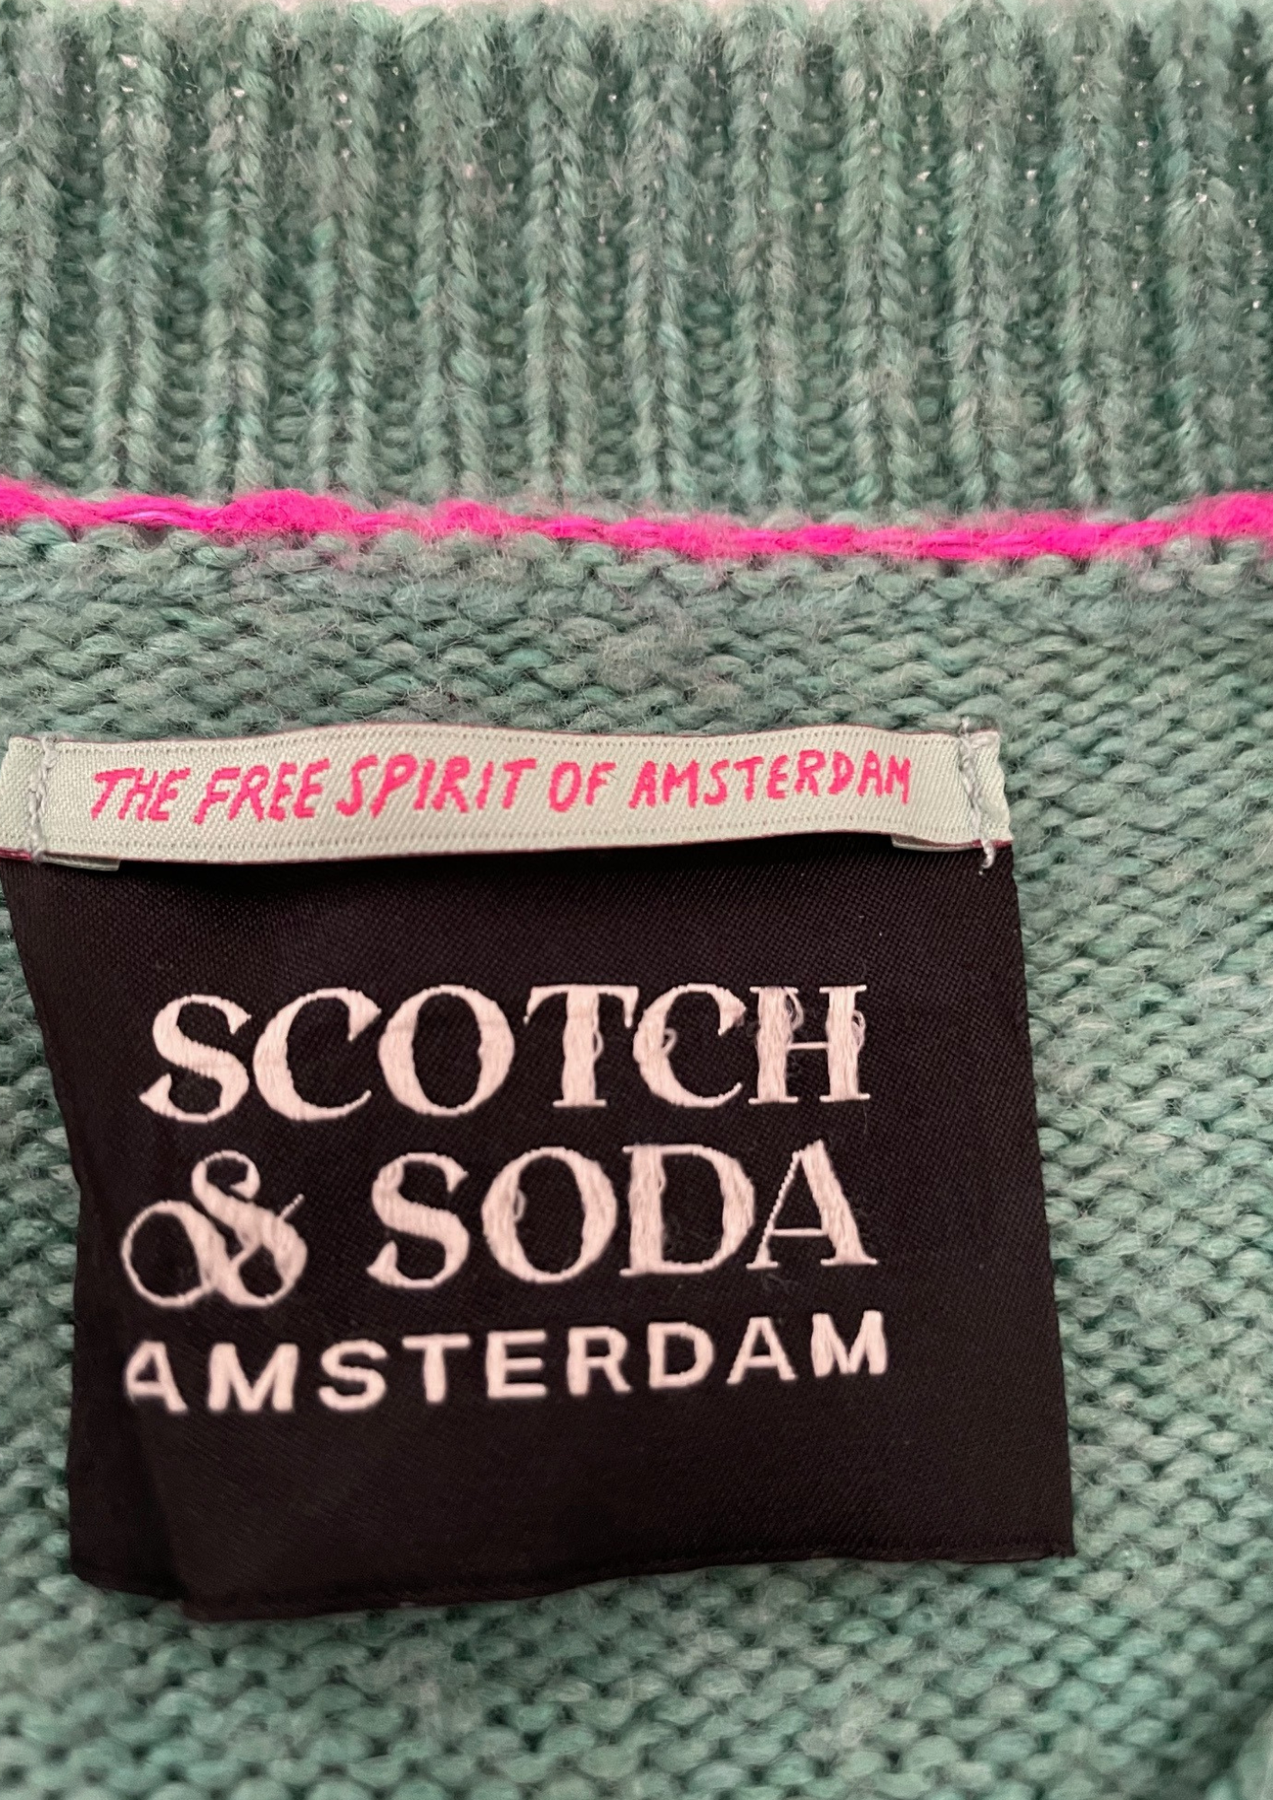 THE FREE SPIRIT OF AMSTERDAM
SCOTCH
& SODA
AMSTERDAM